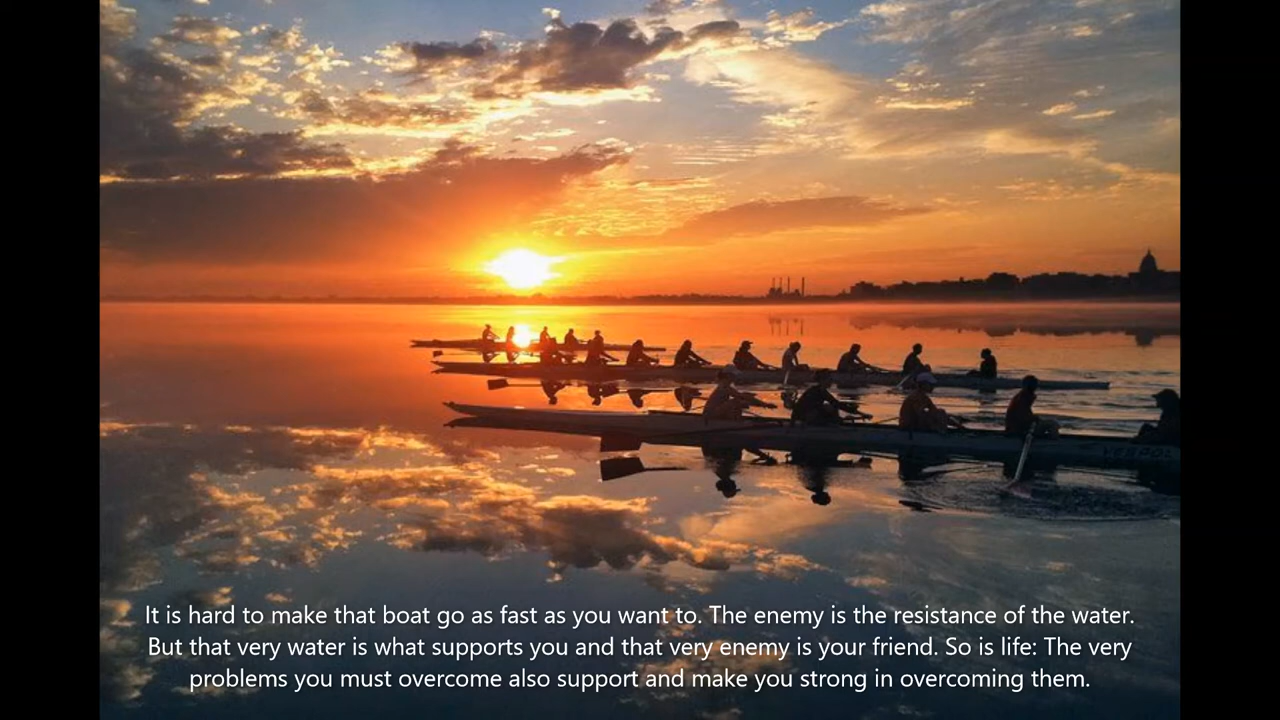 It is hard to make that boat go as fast as you want to. The enemy is the resistance of the water.
But that very water is what supports you and that very enemy is your friend. So is life: The very
problems you must overcome also support and make you strong in overcoming them.